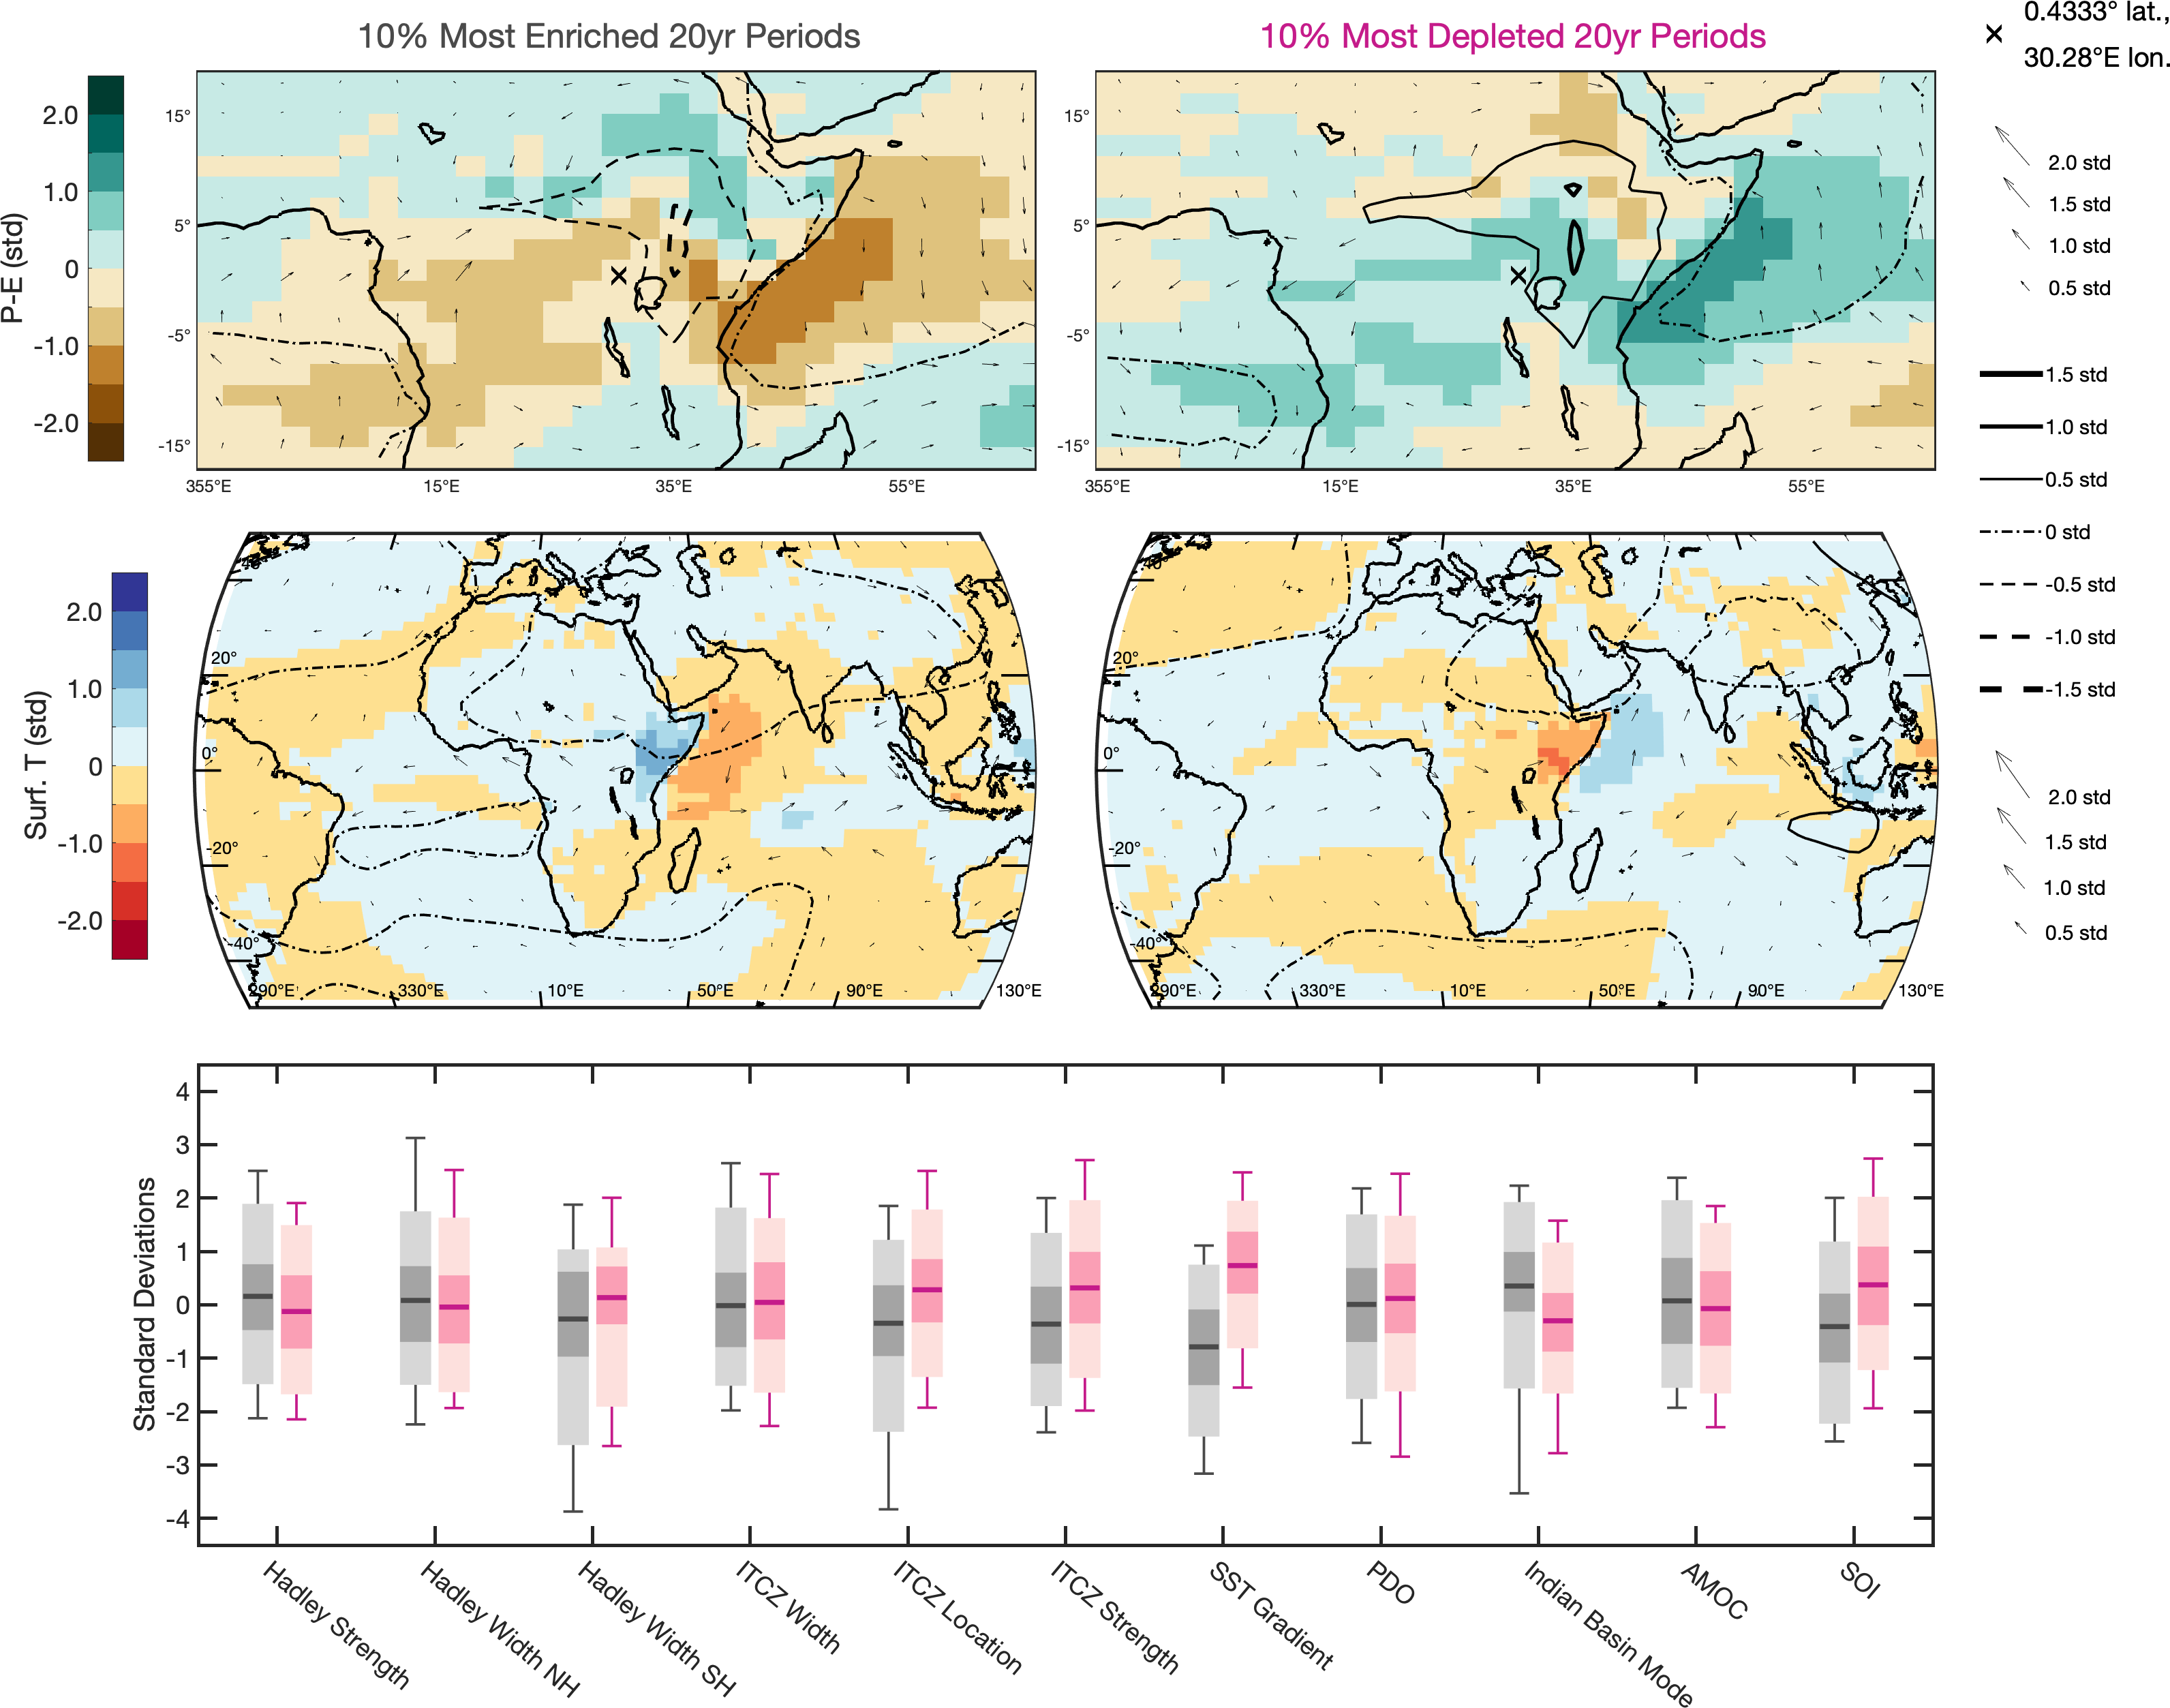 10% Most Enriched 20yr Periods
10% Most Depleted 20yr Periods
0.4333° lat.,
30.28°E lon.
P-E (std)
2.0
1.0
0
-1.0
-2.0
15°
5°
-5°
-15°
355°E
15°E
35°E
55°E
15°
5°
-5°
-15°
355°E
15°E
35°E
55°E
2.0 std
1.5 std
1.0 std
0.5 std
1.5 std
1.0 std
0.5 std
0 std
-0.5 std
-1.0 std
-1.5 std
Surf. T (std)
2.0
1.0
0
-1.0
-2.0
40°
20°
0°
-20°
-40°
290°E
330°E
10°E
50°E
90°E
130°E
40°
20°
0°
-20°
-40°
290°E
330°E
10°E
50°E
90°E
130°E
2.0 std
1.5 std
1.0 std
0.5 std
Standard Deviations
4
3
2
1
0
-1
-2
-3
-4
Hadley Strength
Hadley Width NH
Hadley Width SH
ITCZ Width
ITCZ Location
ITCZ Strength
SST Gradient
PDO
Indian Basin Mode
AMOC
SOI